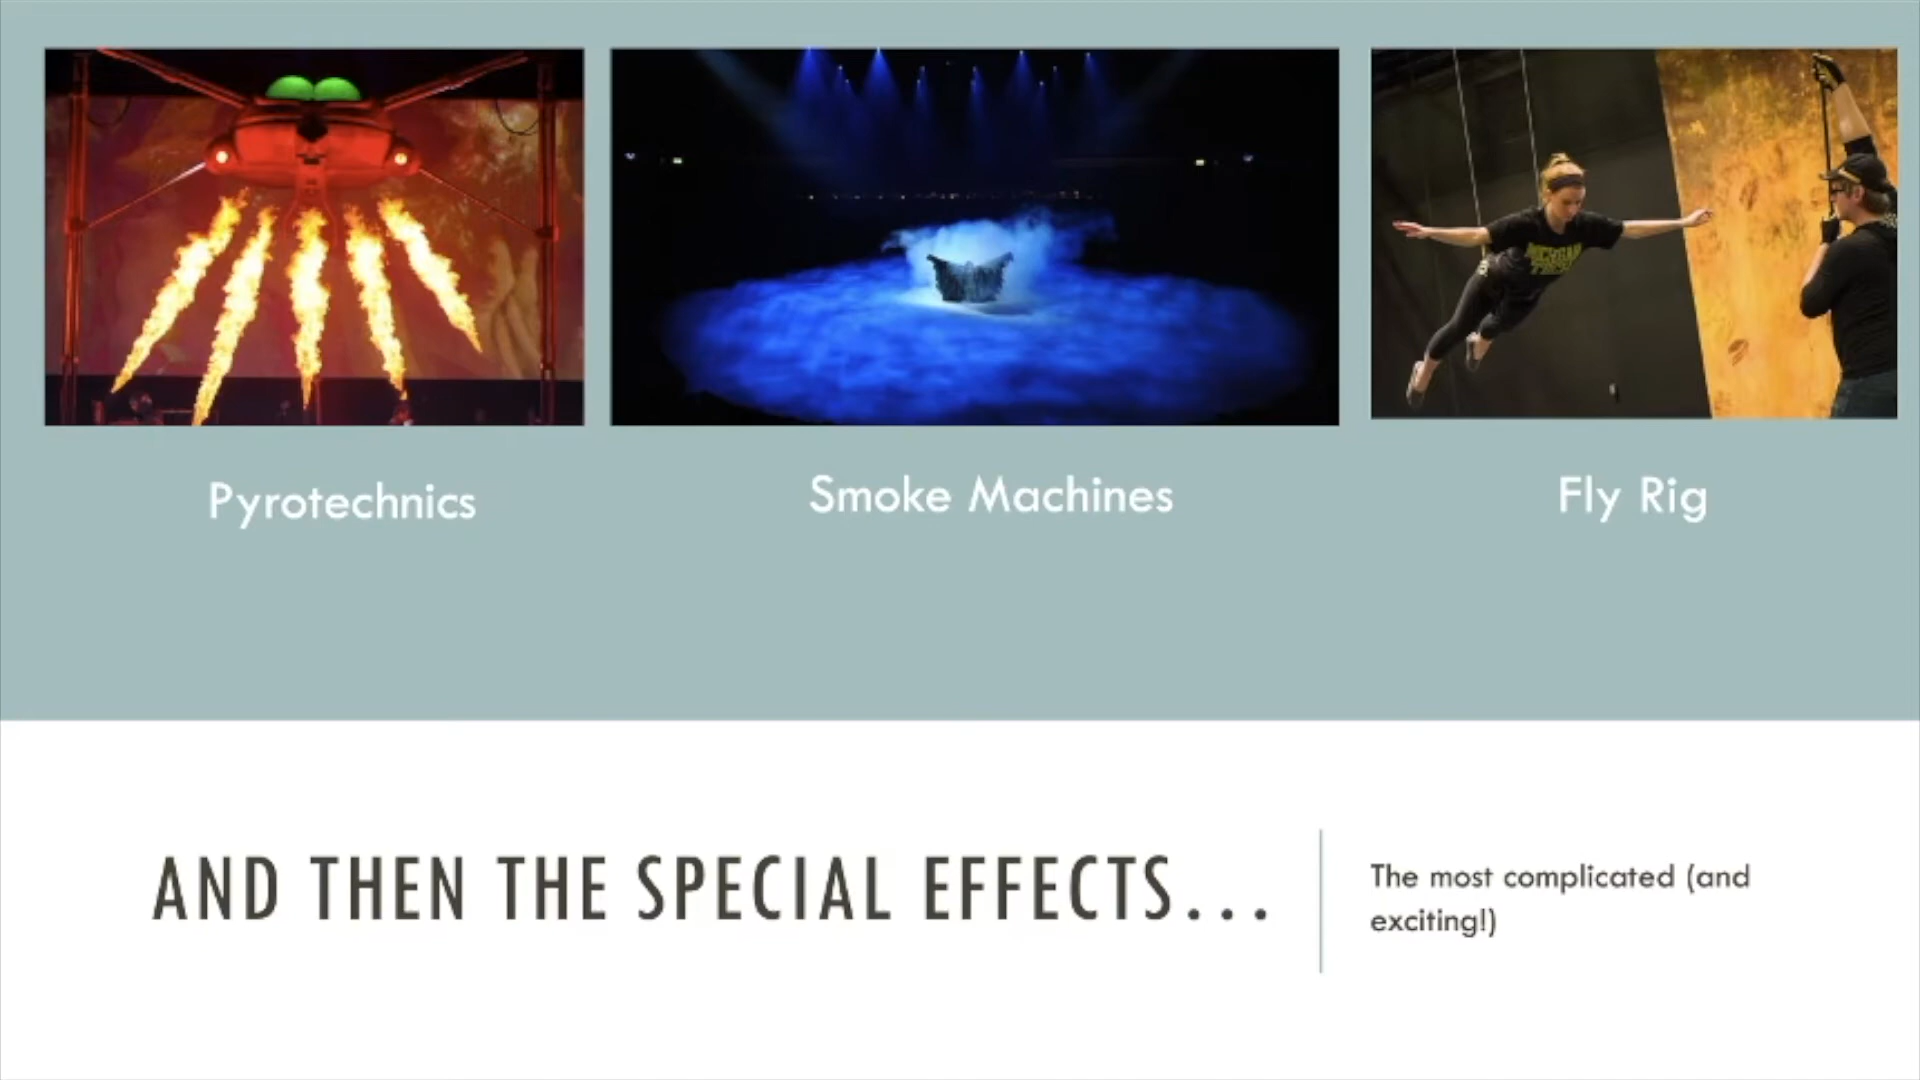 Pyrotechnics
Smoke Machines
Fly Rig
AND THEN THE SPECIAL EFFECTS...
The most complicated (and
exciting!)